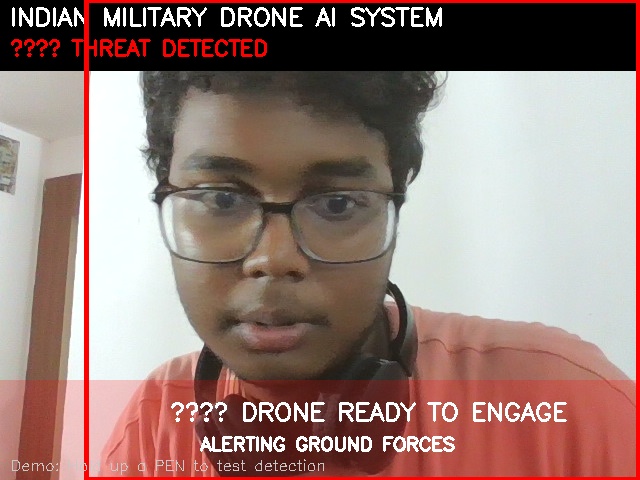 INDIAN MILITARY DRONE AI SYSTEM
???? THREAT DETECTED
???? DRONE READY TO ENGAGE
ALERTING GROUND FORCES
Demo: up a PEN to test detection